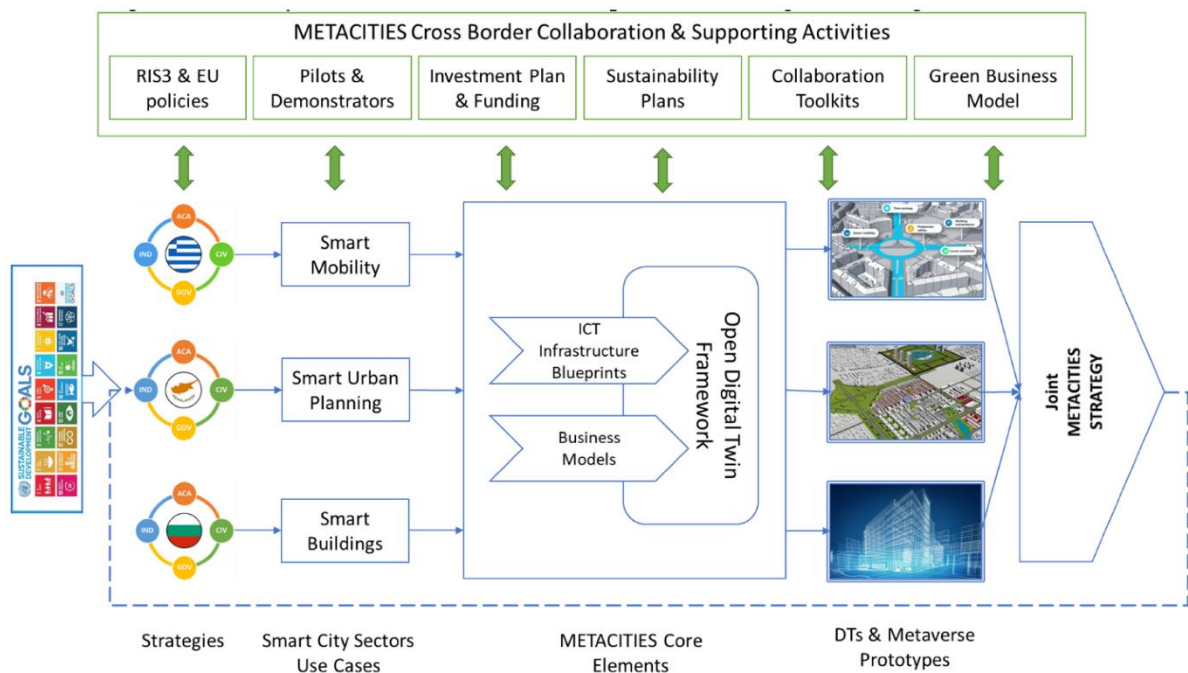 METACITIES Cross Border Collaboration & Supporting Activities
RIS3 & EU
policies
Pilots &
Demonstrators
Investment Plan
& Funding
Sustainability
Plans
Collaboration
Toolkits
Green Business
Model
SUSTAINABLE
DEVELOPMENT
GOALS
ACA
IND
CIV
GOV
Smart
Mobility
ACA
IND
CIV
GOV
Smart Urban
Planning
ACA
IND
CIV
GOV
Smart
Buildings
ICT
Infrastructure
Blueprints
Business
Models
Open Digital Twin
Framework
Joint
METACITIES
STRATEGY
Strategies
Smart City Sectors
Use Cases
METACITIES Core
Elements
DTs & Metaverse
Prototypes